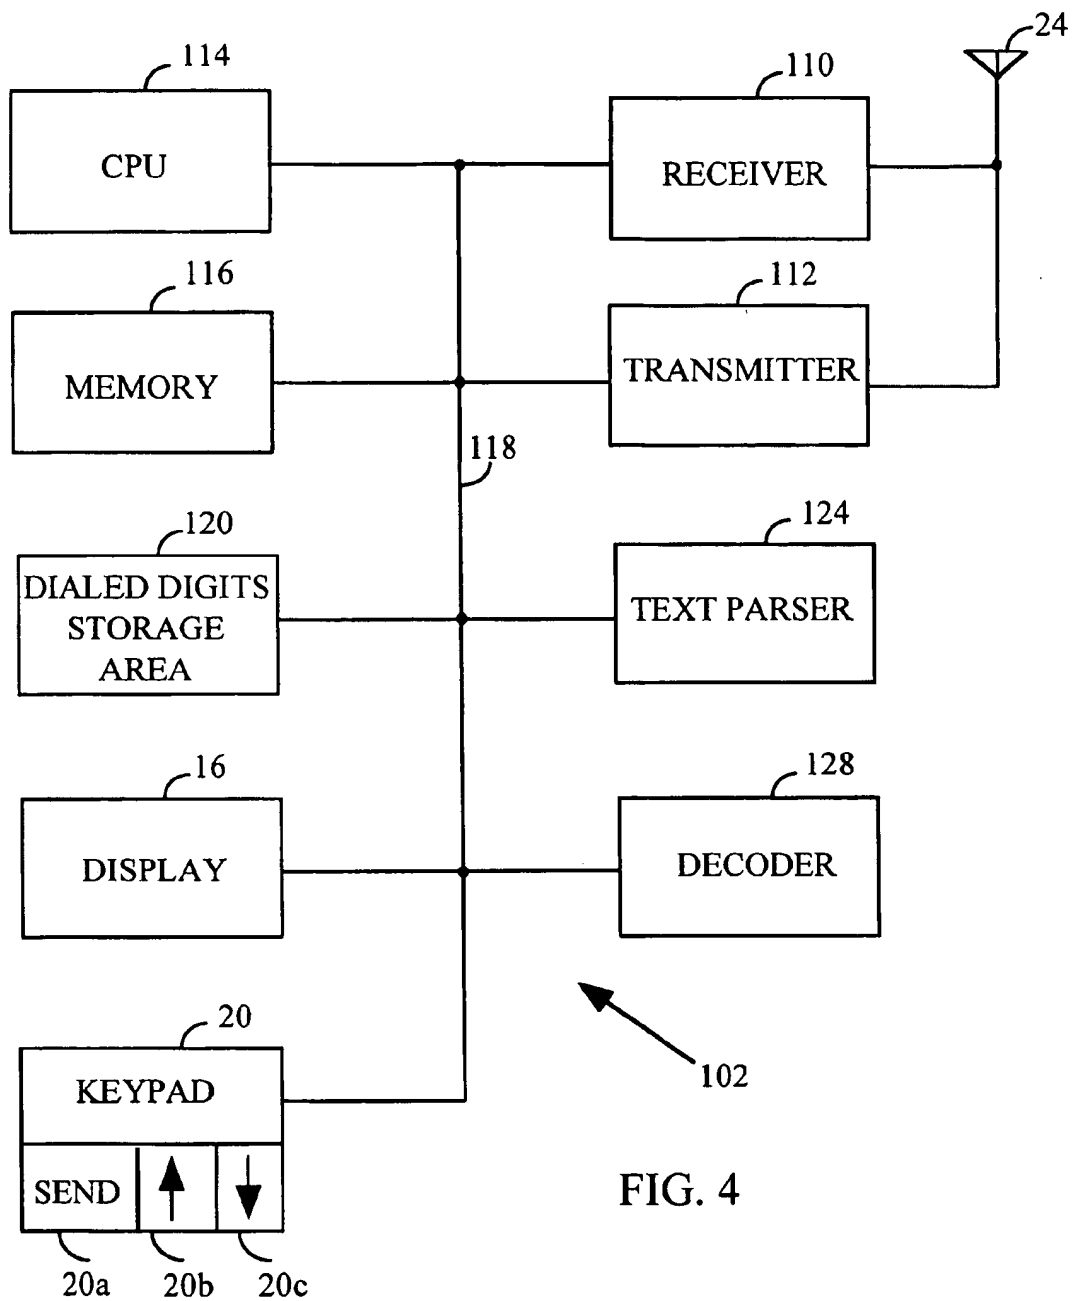 24
114
110
CPU
RECEIVER
116
112
MEMORY
TRANSMITTER
118
120
124
DIALED DIGITS
STORAGE
AREA
TEXT PARSER
16
128
DISPLAY
DECODER
20
102
KEYPAD
SEND
FIG. 4
20a
20b
20c